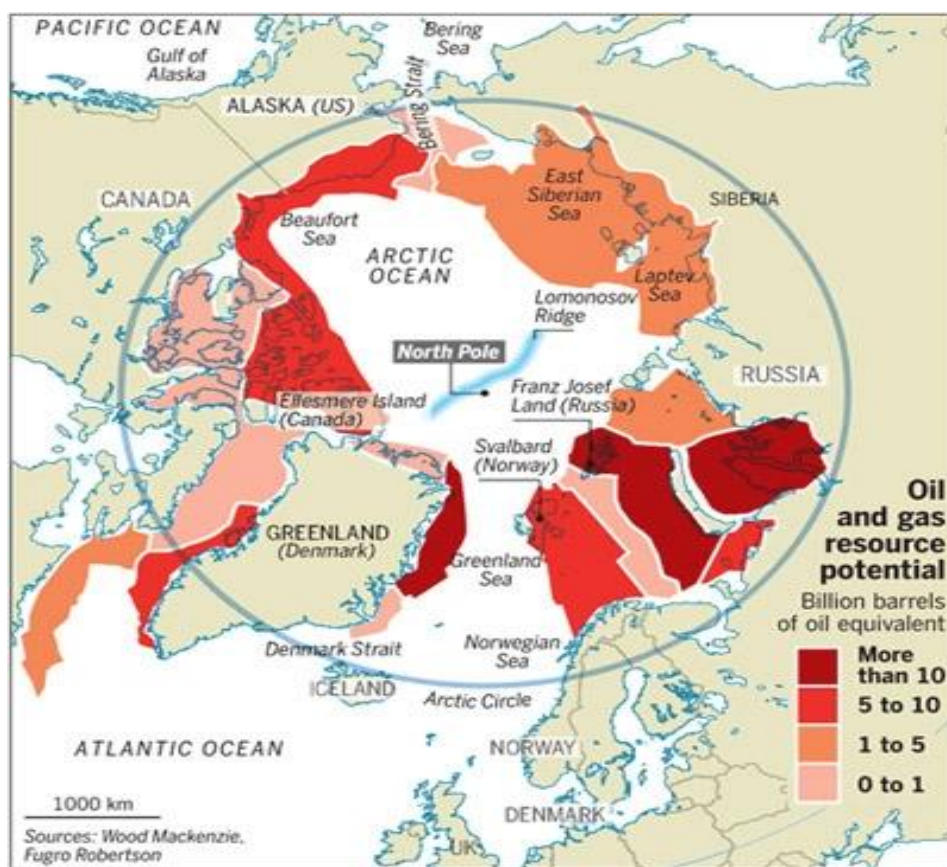 PACIFIC OCEAN
Gulf of
Alaska
Bering
Sea
Bering Strait
ALASKA (US)
CANADA
Beaufort
Sea
East
Siberian
Sea
SIBERIA
ARCTIC
OCEAN
Laptev
Sea
Lomonosov
Ridge
North Pole
RUSSIA
Franz Josef
Land (Russia)
Ellesmere Island
(Canada)
Svalbard
(Norway)
GREENLAND
(Denmark)
Greenland
Sea
Denmark Strait
Norwegian
Sea
ICELAND
Arctic Circle
ATLANTIC OCEAN
NORWAY
DENMARK
UK
Oil
and gas
resource
potential
Billion barrels
of oil equivalent
More
than 10
5 to 10
1 to 5
0 to 1
1000 km
Sources: Wood Mackenzie,
Fugro Robertson